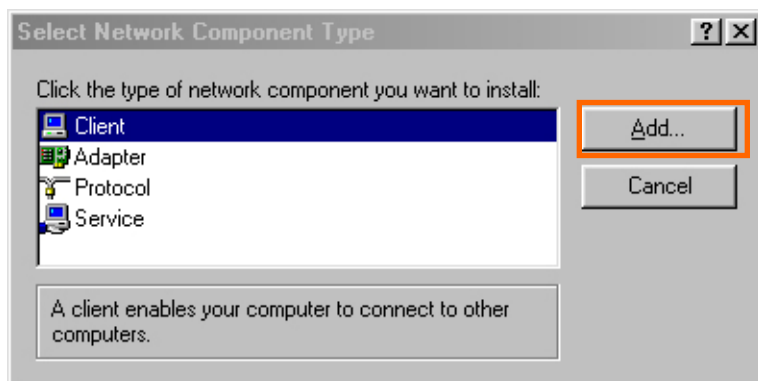 Select Network Component Type
Click the type of network component you want to install:
Client
Adapter
Protocol
Service
Add...
Cancel
A client enables your computer to connect to other
computers.